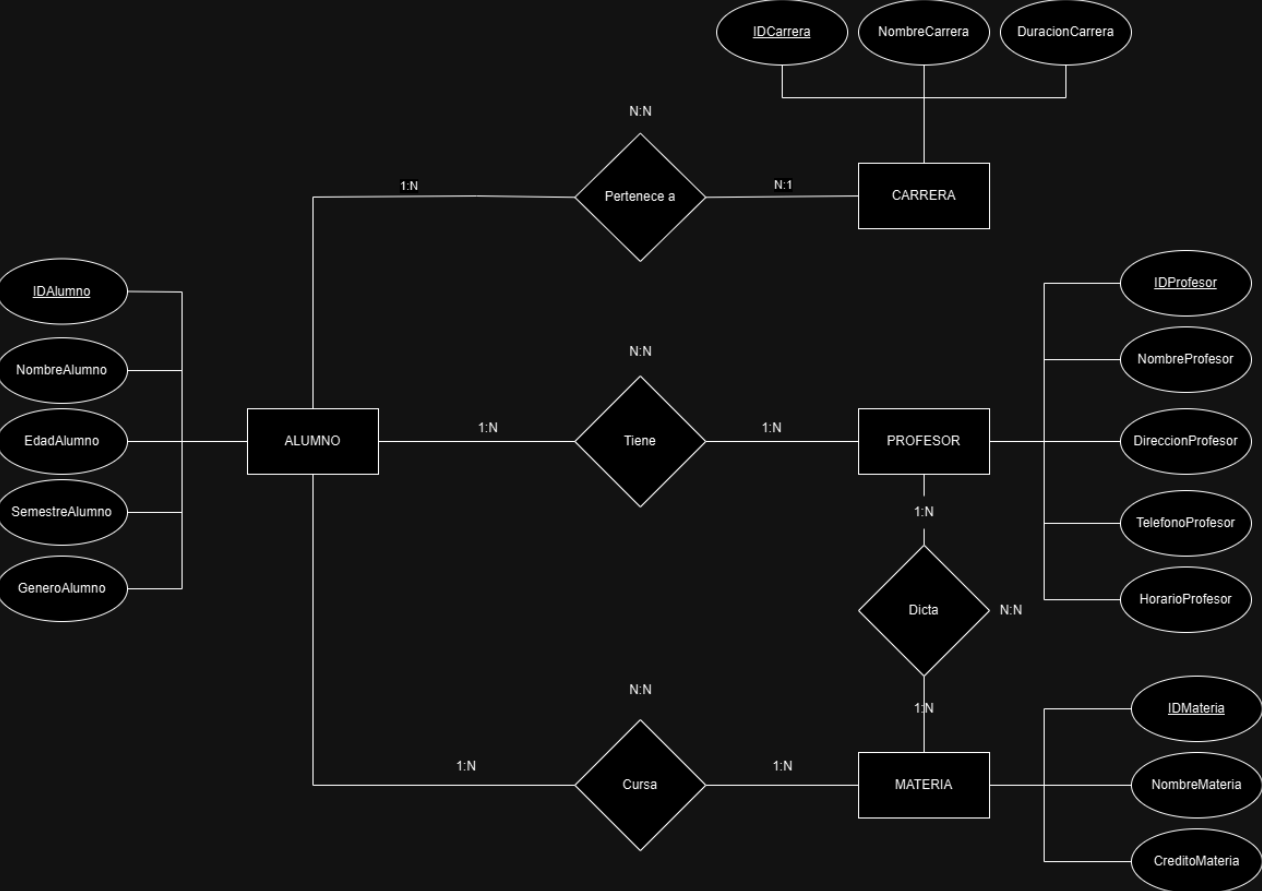 IDCarrera
NombreCarrera
DuracionCarrera
N:N
1:N
Pertenece a
N:1
CARRERA
IDAlumno
NombreAlumno
EdadAlumno
SemestreAlumno
GeneroAlumno
ALUMNO
N:N
1:N
Tiene
1:N
PROFESOR
IDProfesor
NombreProfesor
DireccionProfesor
TelefonoProfesor
HorarioProfesor
1:N
Dicta
N:N
1:N
N:N
1:N
Cursa
1:N
MATERIA
IDMateria
NombreMateria
CreditoMateria